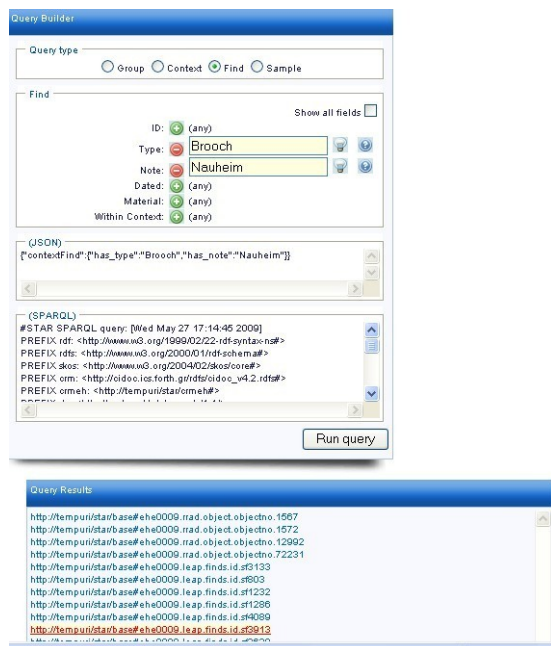 Query Builder
Query type
Group Context Find Sample
Find
Show all fields
ID: (any)
Type: Brooch
Note: Nauheim
Dated: (any)
Material: (any)
Within Context: (any)
(JSON)
{"contextFind":{"has_type":"Brooch","has_note":"Nauheim"}}
(SPARQL)
#STAR SPARQL query: [Wed May 27 17:14:45 2009]
PREFIX rdf: <http://www.w3.org/1999/02/22-rdf-syntax-ns#>
PREFIX rdfs: <http://www.w3.org/2000/01/rdf-schema#>
PREFIX skos: <http://www.w3.org/2004/02/skos/core#>
PREFIX crm: <http://cidoc.ics.forth.gr/rdfs/cidoc_v4.2.rdfs#>
PREFIX crmeh: <http://tempuri/star/crmeh#>
Run query
Query Results
http://tempuri/star/base#ehe0009.rrad.object.objectno.1567
http://tempuri/star/base#ehe0009.rrad.object.objectno.1572
http://tempuri/star/base#ehe0009.rrad.object.objectno.12992
http://tempuri/star/base#ehe0009.rrad.object.objectno.72231
http://tempuri/star/base#ehe0009.leap.finds.id.sf3133
http://tempuri/star/base#ehe0009.leap.finds.id.sf803
http://tempuri/star/base#ehe0009.leap.finds.id.sf1232
http://tempuri/star/base#ehe0009.leap.finds.id.sf1286
http://tempuri/star/base#ehe0009.leap.finds.id.sf4089
http://tempuri/star/base#ehe0009.leap.finds.id.sf3913